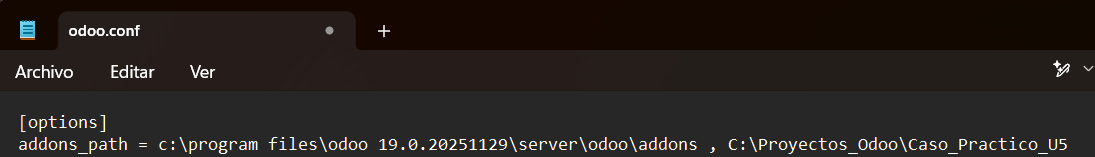 odoo.conf
Archivo Editar Ver
[options]
addons_path = c:\program files\odoo 19.0.20251129\server\odoo\addons , C:\Proyectos_Odoo\Caso_Practico_U5